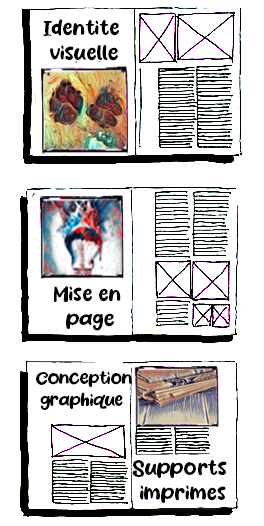 Identite
visuelle
Mise en
page
Conception
graphique
Supports
imprimes